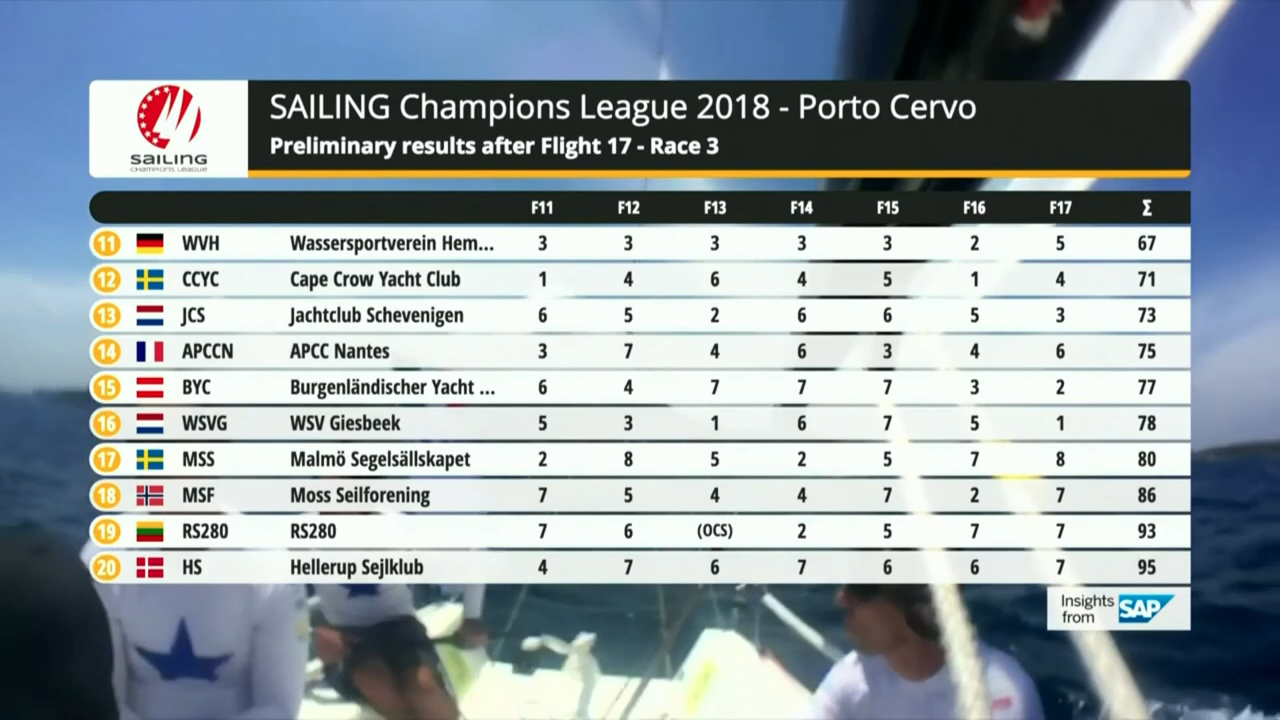 SAILING Champions League 2018 - Porto Cervo
Preliminary results after Flight 17 - Race 3
SAILING
CHAMPIONS LEAGUE
F11 F12 F13 F14 F15 F16 F17 Σ
11 WVH Wassersportverein Hem... 3 3 3 3 3 2 5 67
12 CCYC Cape Crow Yacht Club 1 4 6 4 5 1 4 71
13 JCS Jachtclub Schevenigen 6 5 2 6 6 5 3 73
14 APCCN APCC Nantes 3 7 4 6 3 4 6 75
15 BYC Burgenländischer Yacht ... 6 4 7 7 7 3 2 77
16 WSVG WSV Giesbeek 5 3 1 6 7 5 1 78
17 MSS Malmö Segelsällskapet 2 8 5 2 5 7 8 80
18 MSF Moss Seilforening 7 5 4 4 7 2 7 86
19 RS280 RS280 7 6 (OCS) 2 5 7 7 93
20 HS Hellerup Sejlklub 4 7 6 7 6 6 7 95
Insights
from SAP